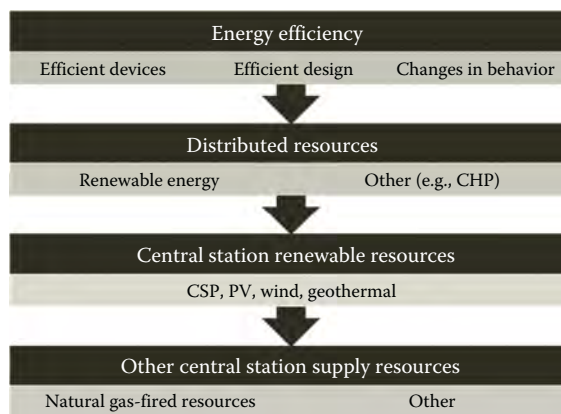 Energy efficiency
Efficient devices Efficient design Changes in behavior
Distributed resources
Renewable energy Other (e.g., CHP)
Central station renewable resources
CSP, PV, wind, geothermal
Other central station supply resources
Natural gas-fired resources Other